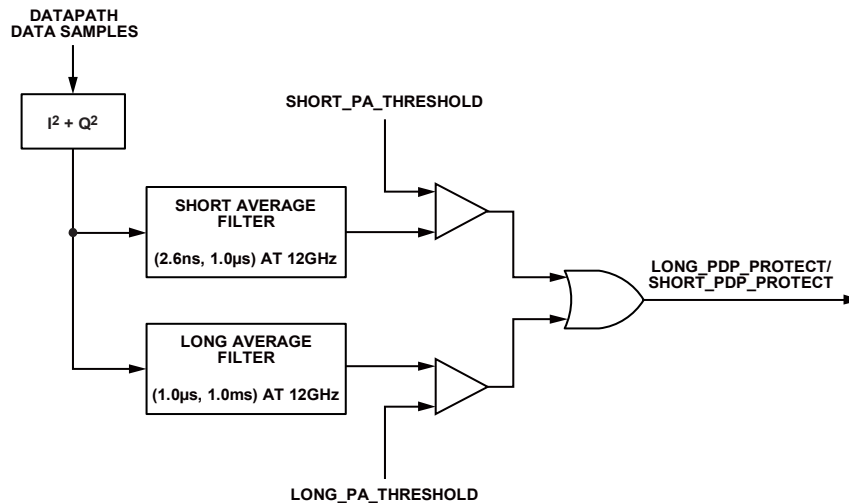 DATAPATH
DATA SAMPLES
I² + Q²
SHORT_PA_THRESHOLD
SHORT AVERAGE
FILTER
(2.6ns, 1.0µs) AT 12GHz
LONG_PDP_PROTECT/
SHORT_PDP_PROTECT
LONG AVERAGE
FILTER
(1.0µs, 1.0ms) AT 12GHz
LONG_PA_THRESHOLD